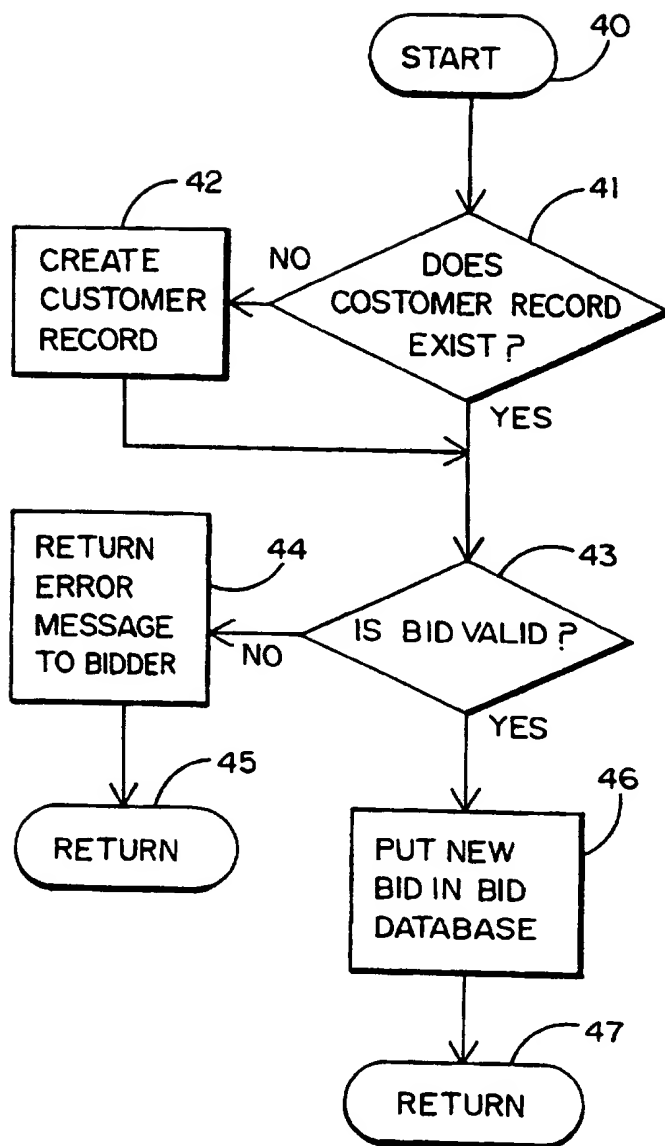 START
40
42
41
CREATE
CUSTOMER
RECORD
NO
DOES
COSTOMER RECORD
EXIST?
YES
RETURN
ERROR
MESSAGE
TO BIDDER
44
43
NO
IS BID VALID?
YES
45
RETURN
46
PUT NEW
BID IN BID
DATABASE
47
RETURN